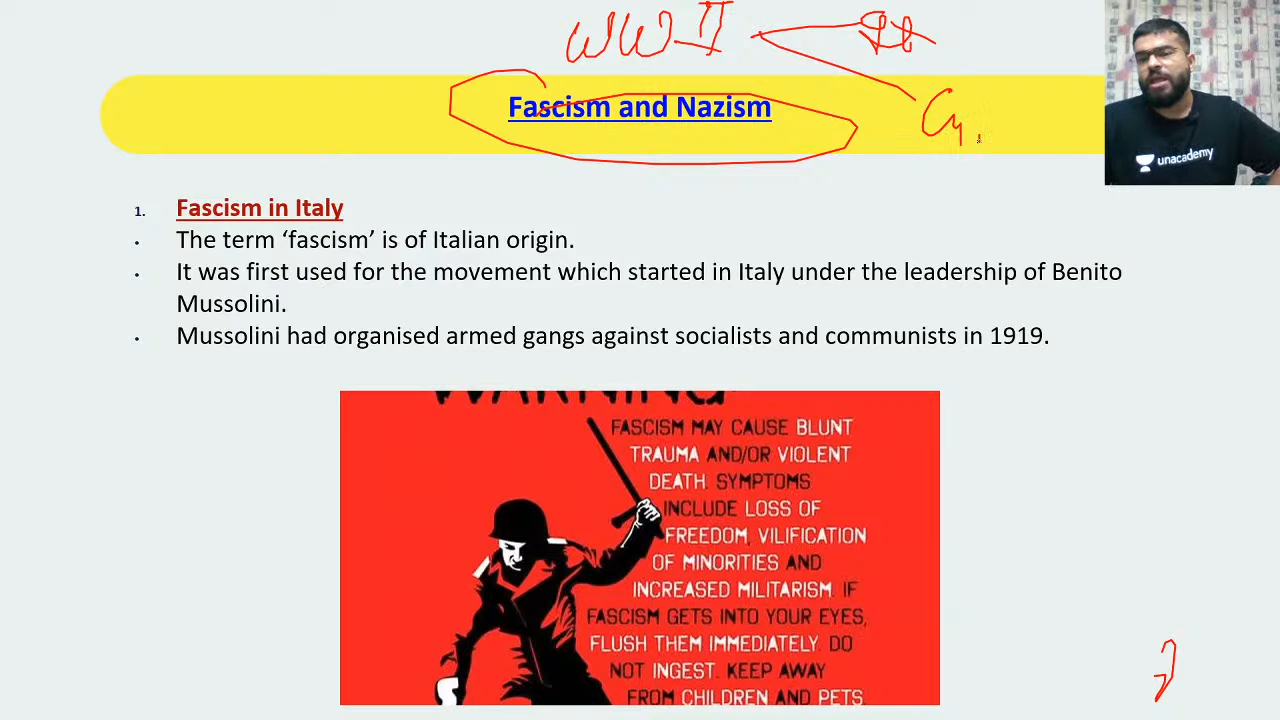 WW-II
Fascism and Nazism
unacademy
1. Fascism in Italy
• The term ‘fascism’ is of Italian origin.
• It was first used for the movement which started in Italy under the leadership of Benito
Mussolini.
• Mussolini had organised armed gangs against socialists and communists in 1919.
WARNING
FASCISM MAY CAUSE BLUNT
TRAUMA AND/OR VIOLENT
DEATH. SYMPTOMS
INCLUDE LOSS OF
FREEDOM, VILIFICATION
OF MINORITIES AND
INCREASED MILITARISM. IF
FASCISM GETS INTO YOUR EYES,
FLUSH THEM IMMEDIATELY. DO
NOT INGEST. KEEP AWAY
FROM CHILDREN AND PETS.